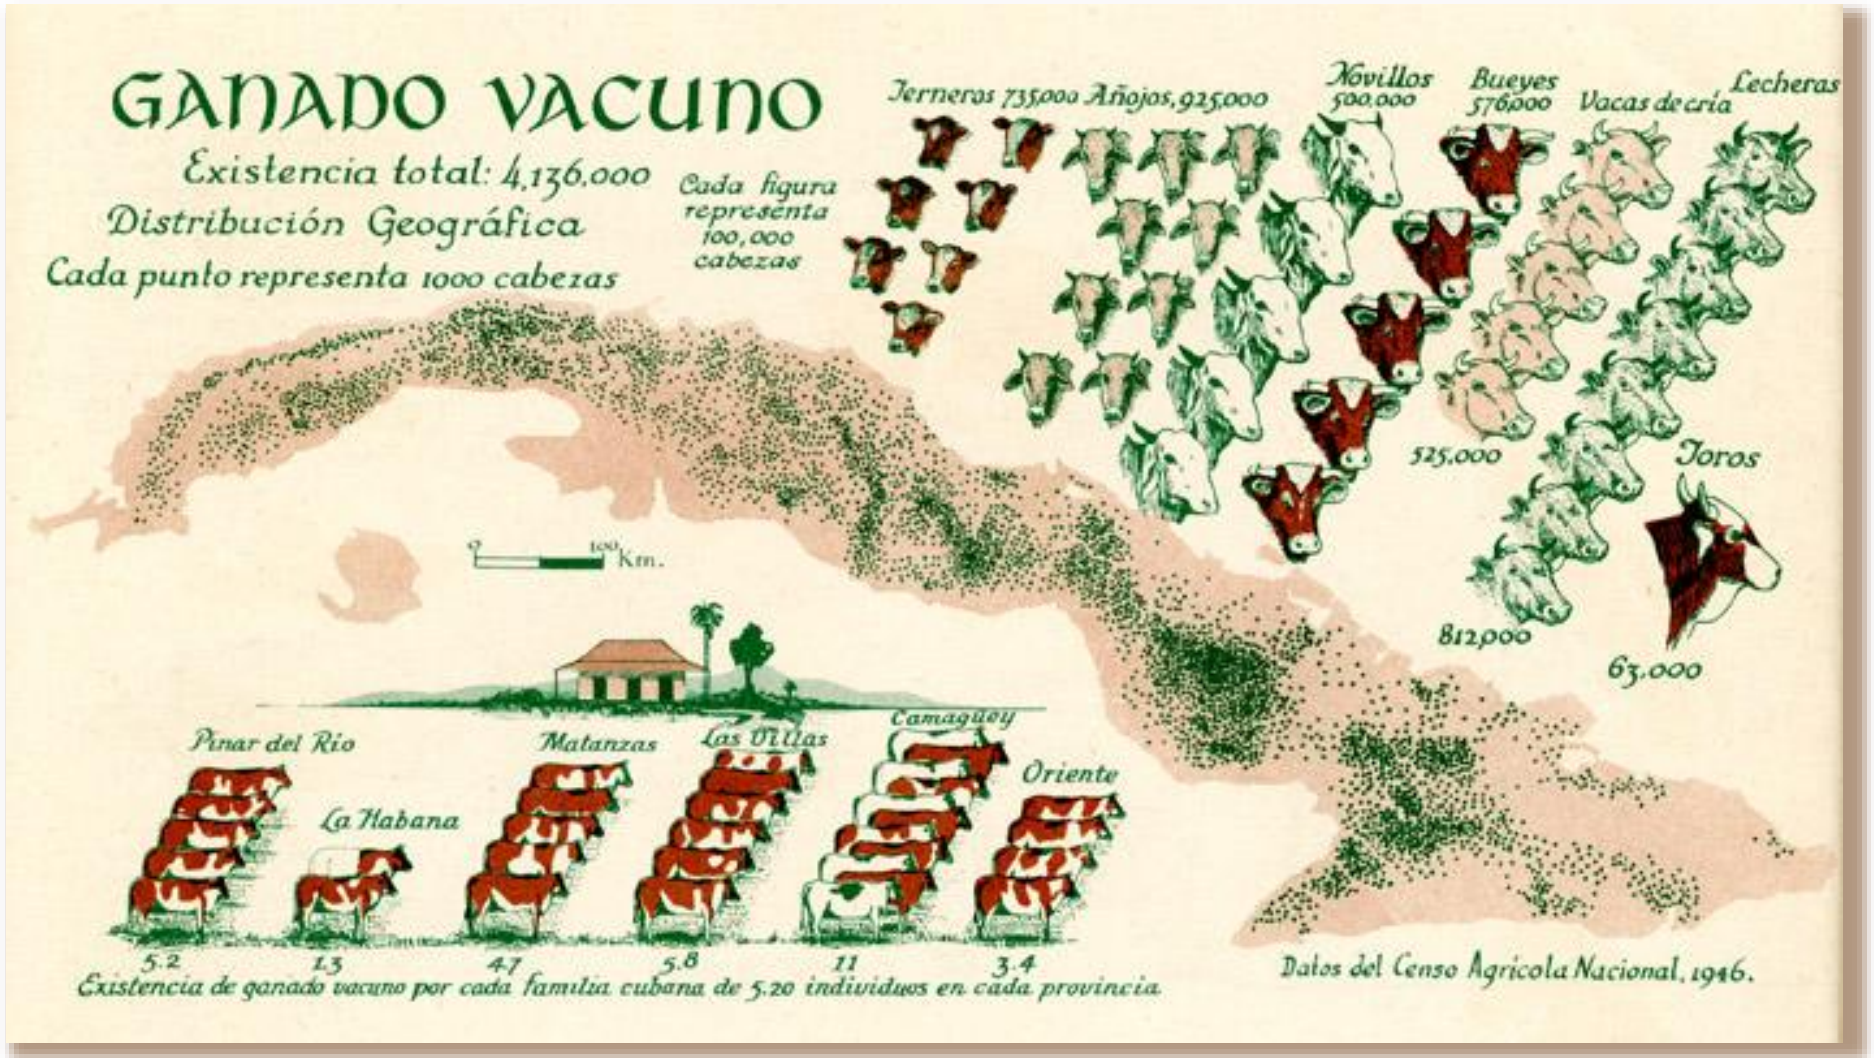 GANADO VACUNO
Existencia total: 4,136,000
Distribución Geográfica
Cada punto representa 1000 cabezas
Cada figura
representa
100,000
cabezas
Terneros 735,000
Añojos, 925,000
Novillos
500,000
Bueyes
576,000
Vacas de cría
525,000
Lecheras
812,000
Toros
63,000
0 100 Km.
Pinar del Río
La Habana
Matanzas
Las Villas
Camagüey
Oriente
5.2 1.3 4.7 5.8 11 3.4
Existencia de ganado vacuno por cada familia cubana de 5.20 individuos en cada provincia
Datos del Censo Agrícola Nacional, 1946.